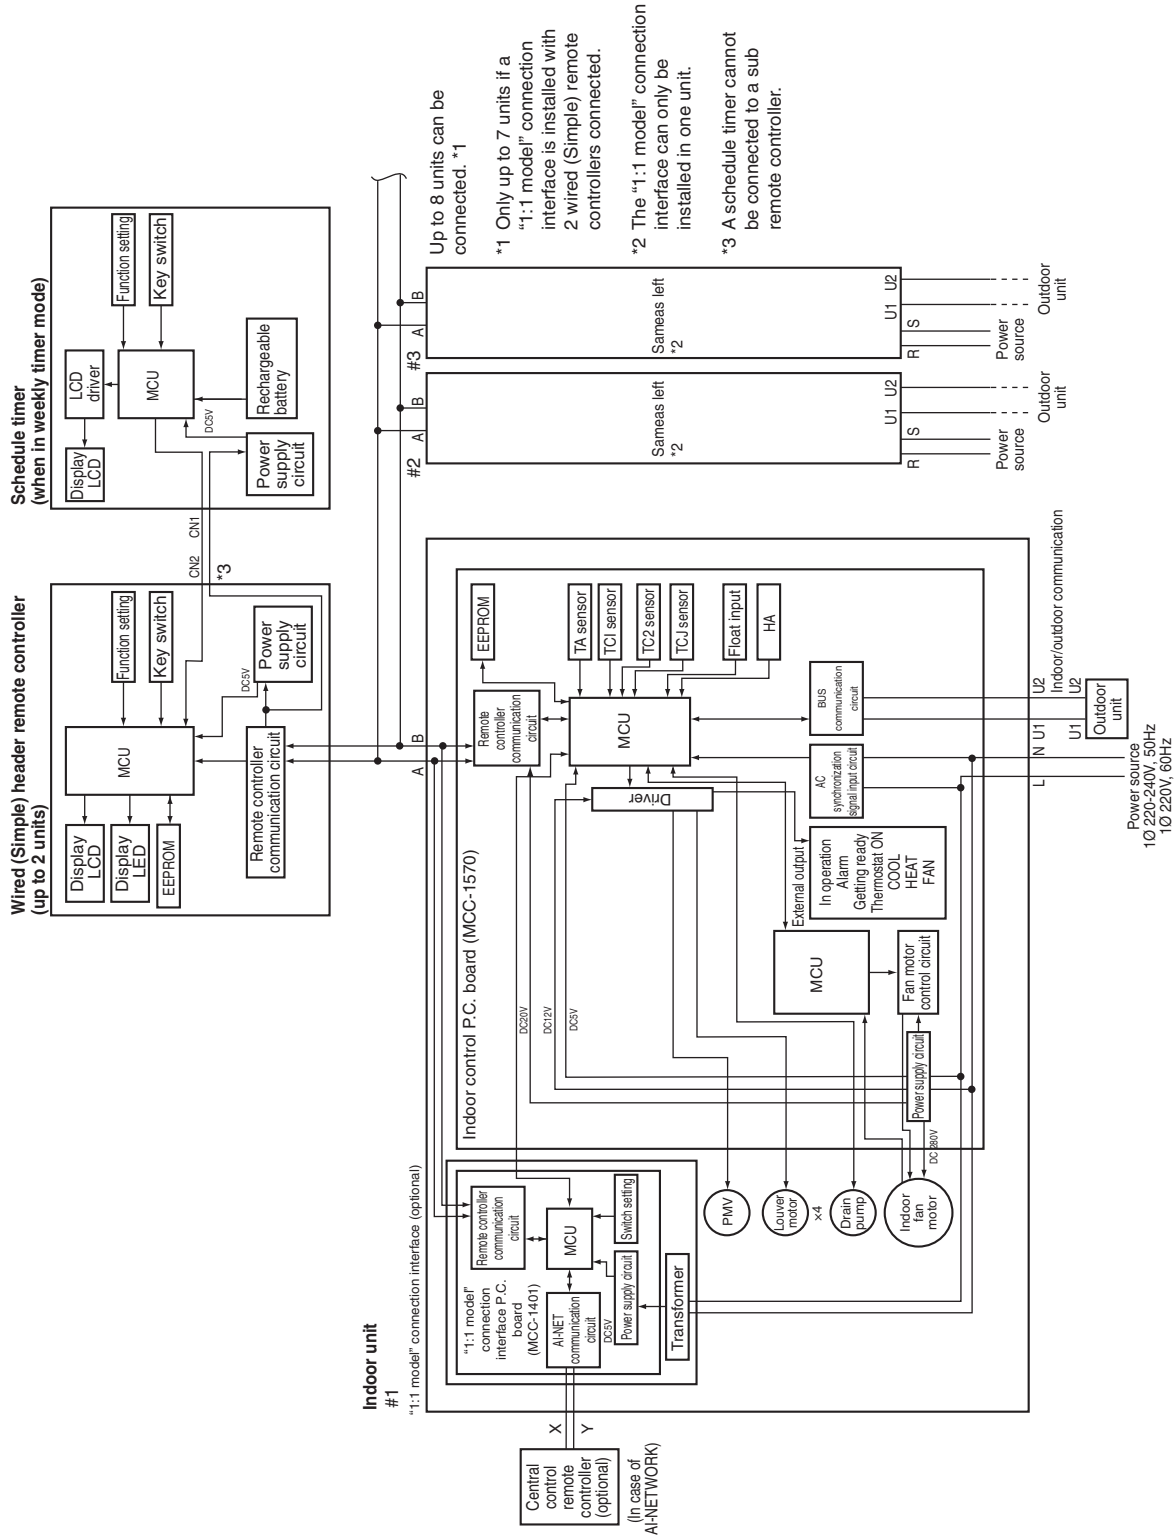 Wired (Simple) header remote controller
(up to 2 units)
Display
LCD
Display
LED
EEPROM
MCU
Function setting
Key switch
Remote controller
communication circuit
DC5V
Power
supply
circuit
CN2
CN1
*3
Schedule timer
(when in weekly timer mode)
Display
LCD
LCD
driver
MCU
Function setting
Key switch
DC5V
Power
supply
circuit
Rechargeable
battery
Indoor unit
#1
"1:1 model" connection interface (optional)
Central
control
remote
controller
(optional)
(In case of
AI-NETWORK)
X
Y
"1:1 model"
connection
interface P.C.
board
(MCC-1401)
Remote controller
communication
circuit
MCU
AI-NET
communication
circuit
Switch setting
DC5V
Power supply circuit
Transformer
Indoor control P.C. board (MCC-1570)
A
B
Remote
controller
communication
circuit
EEPROM
DC20V
DC12V
DC5V
MCU
Driver
TA sensor
TCI sensor
TC2 sensor
TCJ sensor
Float input
HA
AC
synchronization
signal input circuit
BUS
communication
circuit
External output
In operation
Alarm
Getting ready
Thermostat ON
COOL
HEAT
FAN
MCU
Fan motor
control circuit
Power supply circuit
DC 280V
PMV
Louver
motor
×4
Drain
pump
Indoor
fan
motor
L
N
U1
U2
Indoor/outdoor communication
U1
U2
Outdoor
unit
Power source
1Ø 220-240V, 50Hz
1Ø 220V, 60Hz
#2
A
B
Sameas left
*2
R
S
U1
U2
Power
source
Outdoor
unit
#3
A
B
Sameas left
*2
R
S
U1
U2
Power
source
Outdoor
unit
Up to 8 units can be
connected. *1
*1 Only up to 7 units if a
"1:1 model" connection
interface is installed with
2 wired (Simple) remote
controllers connected.
*2 The "1:1 model" connection
interface can only be
installed in one unit.
*3 A schedule timer cannot
be connected to a sub
remote controller.